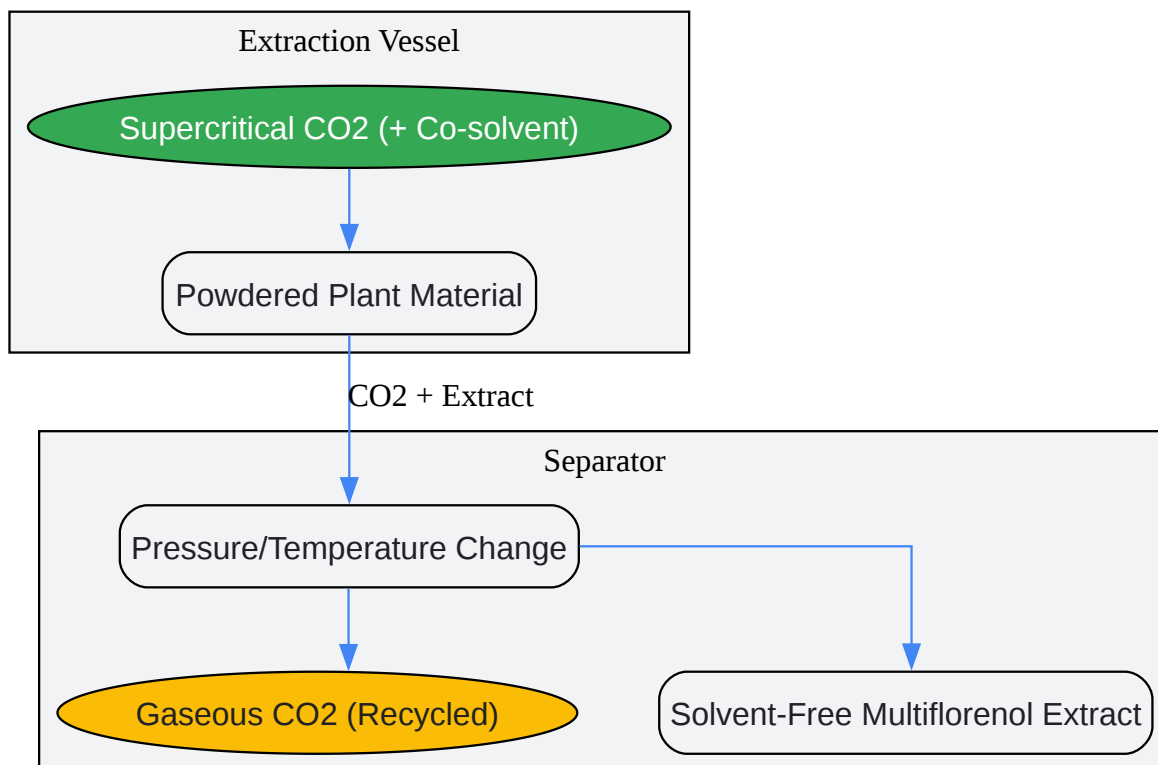 Extraction Vessel
Supercritical CO2 (+ Co-solvent)
Powdered Plant Material
CO2 + Extract
Separator
Pressure/Temperature Change
Gaseous CO2 (Recycled)
Solvent-Free Multiflorenol Extract